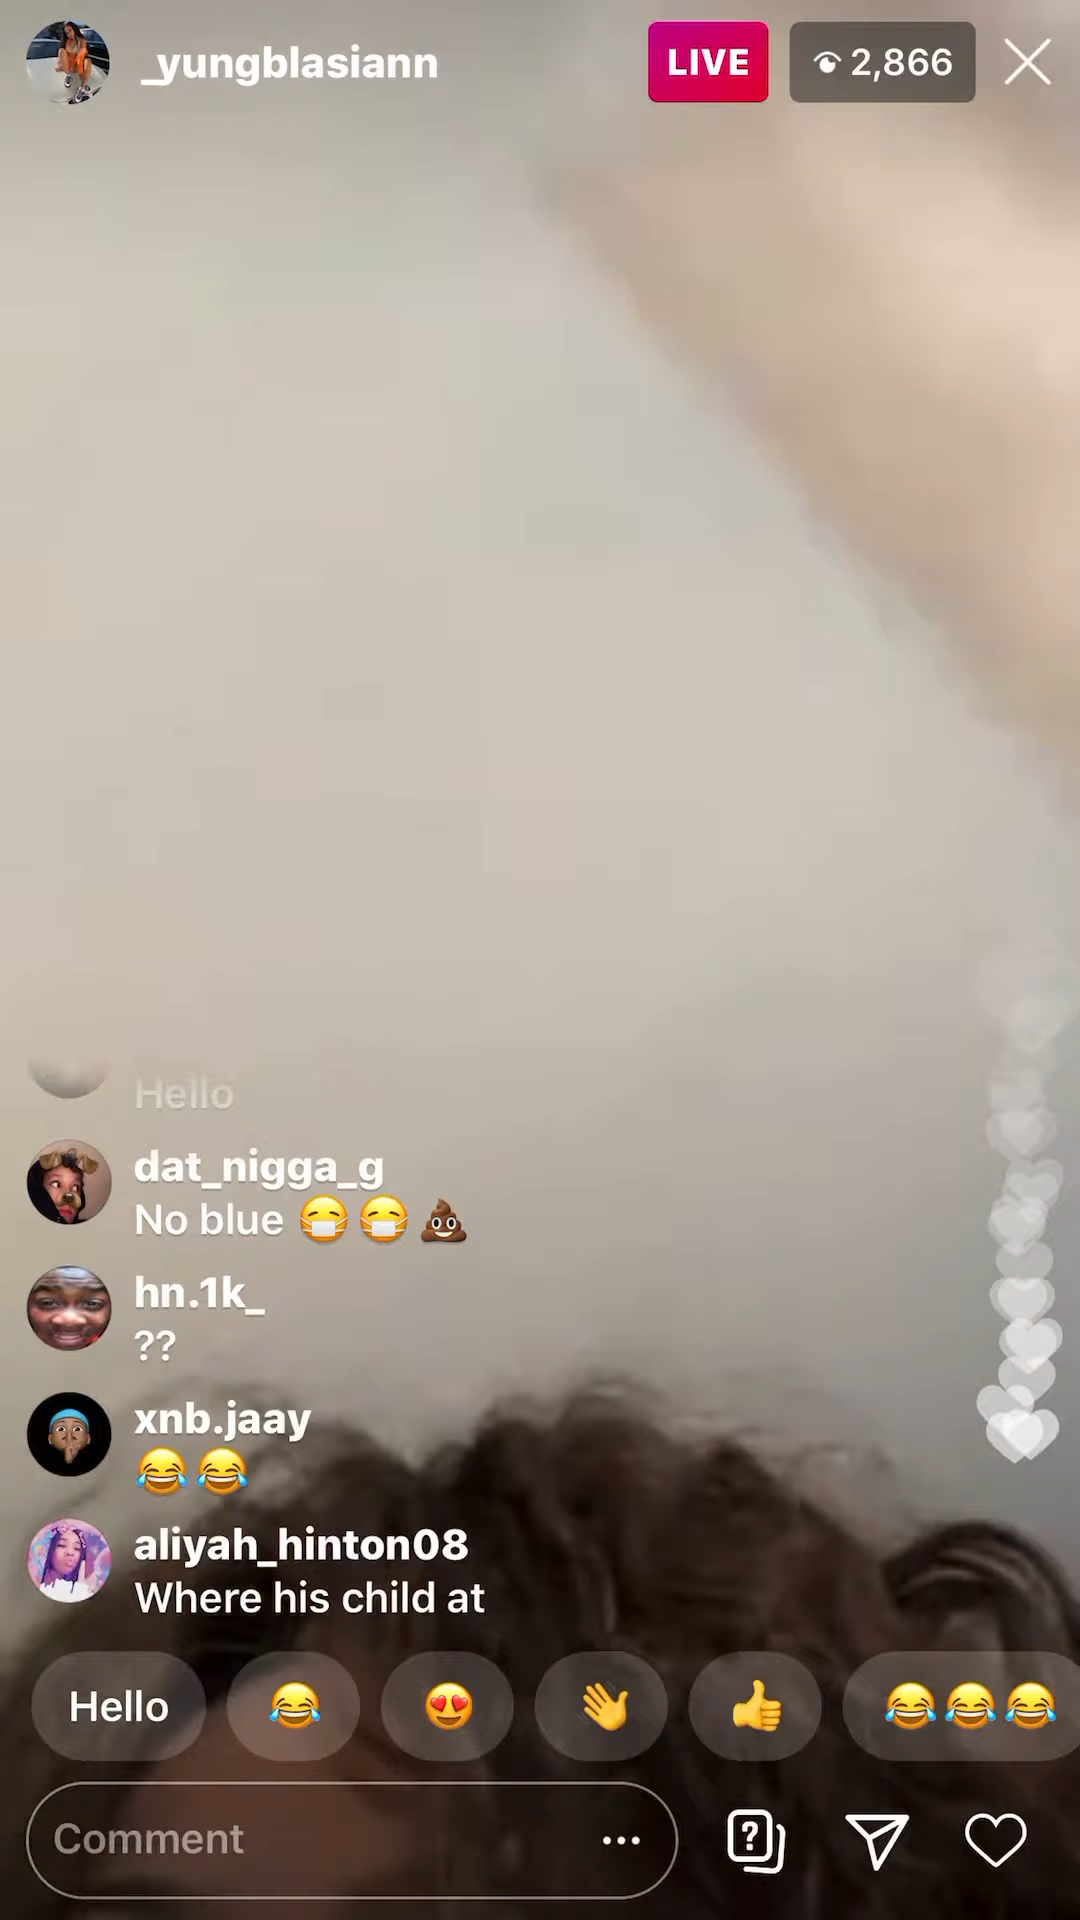 _yungblasiann
LIVE
2,866
Hello
dat_nigga_g
No blue 😷😷💩
hn.1k_
??
xnb.jaay
😂😂
aliyah_hinton08
Where his child at
Hello 😂 😍 👋 👍 😂😂😂
Comment